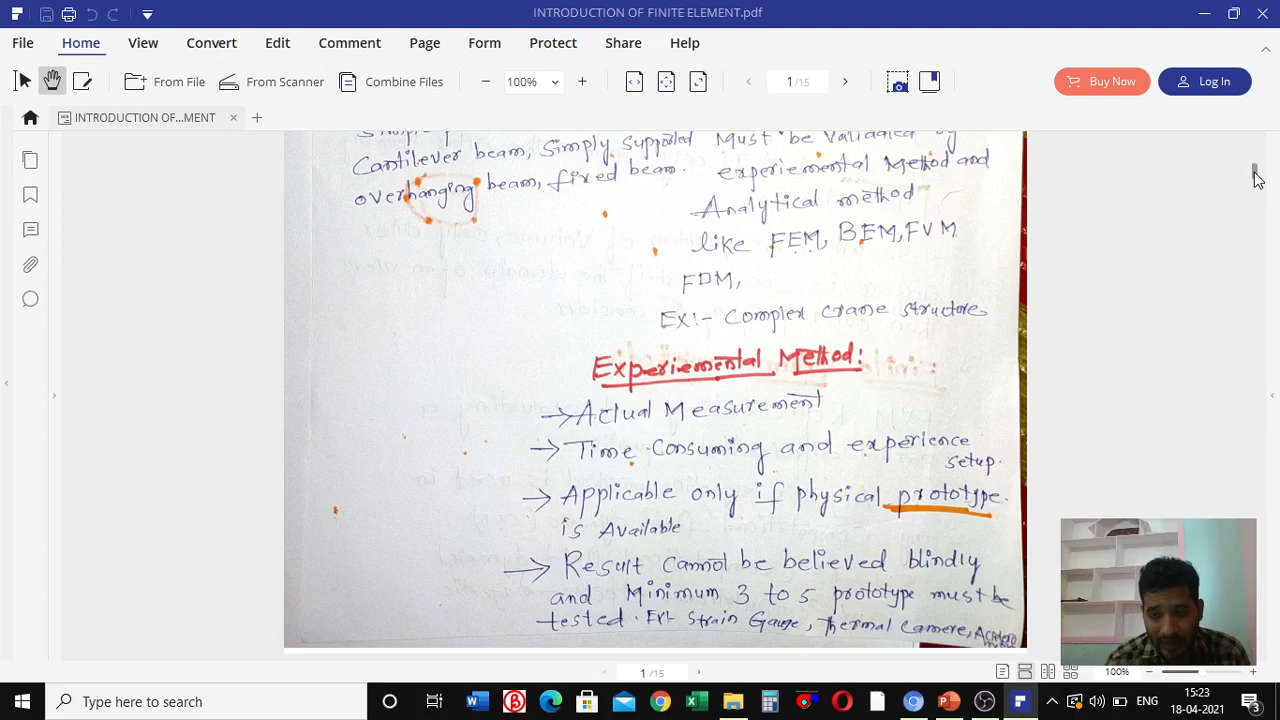 INTRODUCTION OF FINITE ELEMENT.pdf
File Home View Convert Edit Comment Page Form Protect Share Help
From File From Scanner Combine Files 100% 1 /15 Buy Now Log In
INTRODUCTION OF...MENT
Cantilever beam, Simply supported Must be Validated by
overhanging beam, fixed beam. experiemental Method and
Analytical method
like FEM, BEM, FVM
FDM,
Ex:- Complex crane structore
Experiemental Method:
→ Actual Measurement
→ Time Consuming and experience
setup.
→ Applicable only if physical prototype.
is Available
→ Result cannot be believed blindly
and Minimum 3 to 5 prototype must be
tested. Ex:- Strain Gauge, Thermal Camere,
1 /15 100%
Type here to search
ENG 15:23
18-04-2021
3